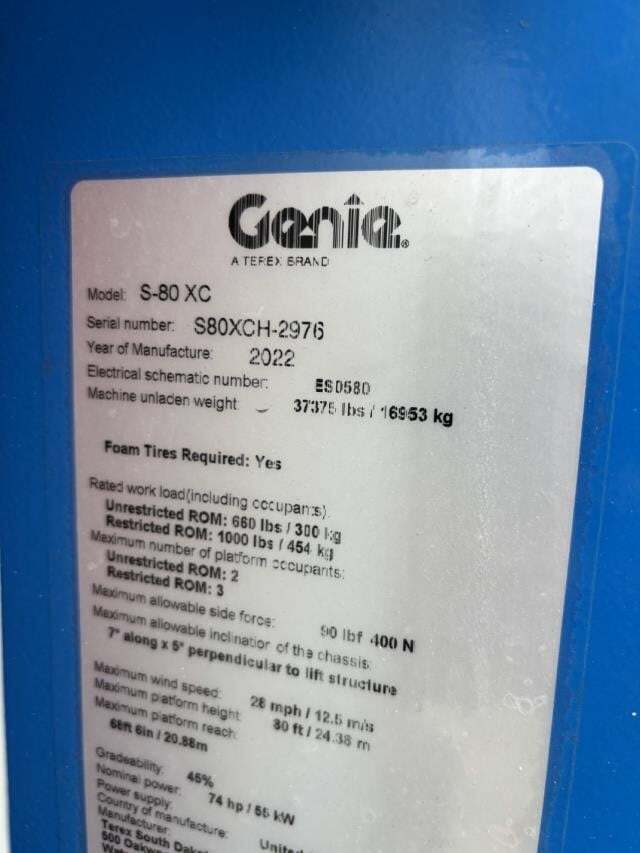 Genie®
A TEREX BRAND
Model: S-80 XC
Serial number: S80XCH-2976
Year of Manufacture: 2022
Electrical schematic number: ES0580
Machine unladen weight: 37375 lbs / 16953 kg
Foam Tires Required: Yes
Rated work load(including occupants):
Unrestricted ROM: 660 lbs / 300 kg
Restricted ROM: 1000 lbs / 454 kg
Maximum number of platform occupants:
Unrestricted ROM: 2
Restricted ROM: 3
Maximum allowable side force: 90 lbf 400 N
Maximum allowable inclination of the chassis:
7° along x 5° perpendicular to lift structure
Maximum wind speed: 28 mph / 12.5 m/s
Maximum platform height 80 ft / 24.38 m
Maximum platform reach
68ft 6in / 20.88m
Gradeability: 45%
Nominal power: 74 hp / 55 kW
Power supply:
Country of manufacture: United
Manufacturer:
Terex South Dak
500 Oakw
Wate